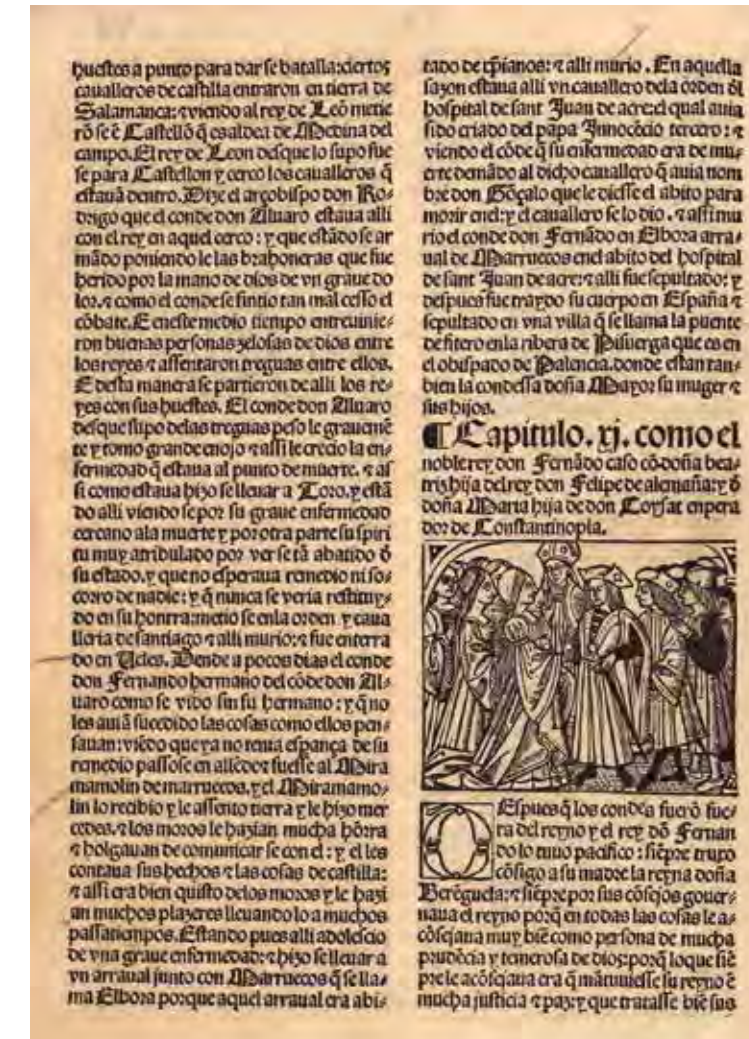 huestes a punto para dar se batalla: ciertos
caualleros de castilla entraron en tierra de
Salamanca: ⁊ viendo al rey de Leõ metie
rõ se ẽ Castellõ q̃ es aldea de Medina del
campo. El rey de Leon desque lo supo fue
se para Castellon y cerco los caualleros q̃
estauã dentro. Dize el arçobispo don Ro⸗
drigo que el conde don Aluaro estaua alli
con el rey en aquel cerco: y que estãdo se ar
mãdo poniendo le las brahoneras que fue
herido por la mano de dios de vn graue do
lor. ⁊ como el conde se sintio tan mal cesso el
cõbate. E eneste medio tiempo entreuinie⸗
ron buenas personas zelosas de dios entre
los reyes ⁊ assentaron treguas entre ellos.
E desta manera se partieron de alli los re⸗
yes con sus huestes. El conde don Aluaro
desque supo delas treguas peso le grauemẽ
te y tomo grande enojo ⁊ assi le crecio la en⸗
fermedad q̃ estaua al punto de muerte. ⁊ as
si como estaua hizo se lleuar a Toro. y estã
do alli viendo se por su graue enfermedad
cercano ala muerte y por otra parte su spiri
tu muy atribulado por ver se tã abatido õ
su estado. y que no esperaua remedio ni so⸗
corro de nadie: y q̃ nunca se veria restituy⸗
do en su honrra: metio se enla orden y caua
lleria de santiago ⁊ alli murio: ⁊ fue enterra
do en Ucles. Dende a pocos dias el conde
don Fernando hermano del cõde don Al⸗
uaro como se vido sin su hermano: y q̃ no
les auiã sucedido las cosas como ellos pen⸗
sauan: viẽdo que ya no tenia espança de su
remedio passose en allẽde ⁊ fuesse al Mira
mamolin de marruecos. y el Miramamo⸗
lin lo recibio y le assento tierra y le hizo mer
cedes. ⁊ los moros le hazian mucha hõrra
⁊ holgauan de comunicar se con el: y el les
contaua sus hechos ⁊ las cosas de castilla:
⁊ assi era bien quisto delos moros y le hazi
an muchos plazeres lleuando lo a muchos
passatiempos. Estando pues alli adolescio
de vna graue enfermedad: ⁊ hizo se lleuar a
vn arraual junto con Marruecos q̃ se lla⸗
ma Elbora porque aquel arraual era abi⸗
tado de xp̃ianos: ⁊ alli murio. En aquella
sazon estaua alli vn cauallero dela orden õl
hospital de sant Juan de acre: el qual auia
sido criado del papa Innocẽcio tercero: ⁊
viendo el cõde q̃ su enfermedad era de mu⸗
erte demãdo al dicho cauallero q̃ auia nom
bre don Gõçalo que le diesse el abito para
morir enel: y el cauallero se lo dio. ⁊ assi mu
rio el conde don Fernãdo en Elbora arra⸗
ual de Marruecos enel abito del hospital
de sant Juan de acre: ⁊ alli fue sepultado: y
despues fue traydo su cuerpo en España ⁊
sepultado en vna villa q̃ se llama la puente
de fitero enla ribera de Pisuerga que es en
el obispado de Palencia. donde estan tan⸗
bien la condessa doña Mayor su muger ⁊
sus hijos.
¶ Capitulo. xj. como el
noble rey don Fernãdo caso cõ doña bea⸗
triz hija del rey don Felipe de alemaña: y õ
doña Maria hija de don Coysat enpera
dor de Constantinopla.
DEspues q̃ los condes fuerõ fue⸗
ra del reyno y el rey dõ Fernan
do lo tuuo pacifico: siẽpre truxo
cõsigo a su madre la reyna doña
Berẽguela: ⁊ siẽpre por sus cõsejos gouer⸗
naua el reyno porq̃ en todas las cosas le a⸗
cõsejaua muy biẽ como persona de mucha
prudẽcia y temerosa de dios: porq̃ lo que siẽ
pre le acõsejaua era q̃ mãtuuiesse su reyno ẽ
mucha justicia ⁊ paz: y que tratasse biẽ sus